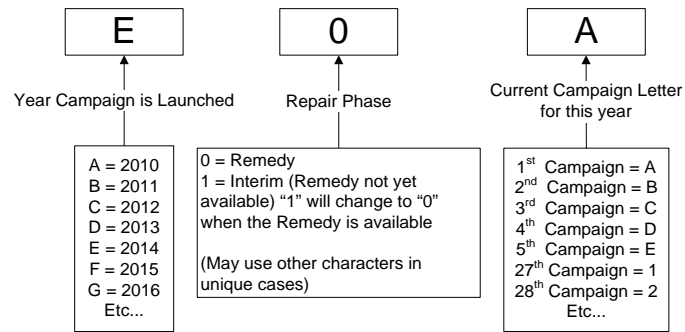 E
0
A
Year Campaign is Launched
Repair Phase
Current Campaign Letter
for this year
A = 2010
B = 2011
C = 2012
D = 2013
E = 2014
F = 2015
G = 2016
Etc...
0 = Remedy
1 = Interim (Remedy not yet
available) “1” will change to “0”
when the Remedy is available
(May use other characters in
unique cases)
1st Campaign = A
2nd Campaign = B
3rd Campaign = C
4th Campaign = D
5th Campaign = E
27th Campaign = 1
28th Campaign = 2
Etc...